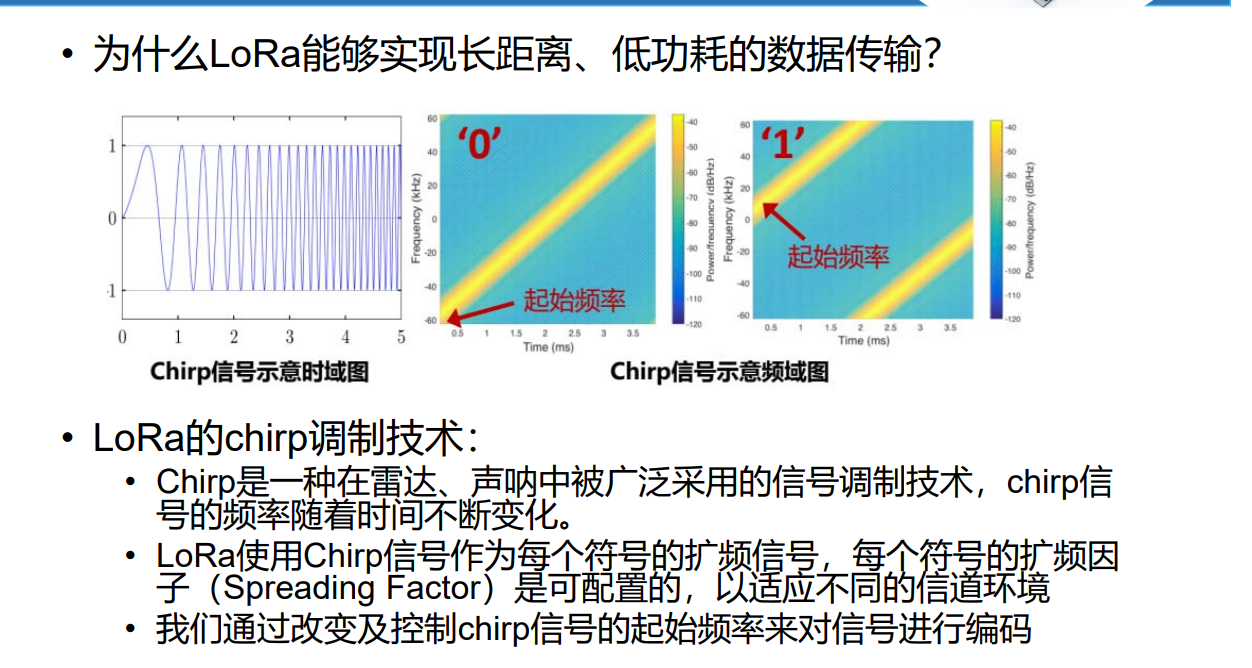 • 为什么LoRa能够实现长距离、低功耗的数据传输？
1
0
-1
0 1 2 3 4 5
Chirp信号示意时域图
‘0’
起始频率
Frequency (kHz)
60
40
20
0
-20
-40
-60
0.5 1 1.5 2 2.5 3 3.5
Time (ms)
-40
-50
-60
-70
-80
-90
-100
-110
-120
Power/frequency (dB/Hz)
‘1’
起始频率
Frequency (kHz)
60
40
20
0
-20
-40
-60
0.5 1 1.5 2 2.5 3 3.5
Time (ms)
-40
-50
-60
-70
-80
-90
-100
-110
-120
Power/frequency (dB/Hz)
Chirp信号示意频域图
• LoRa的chirp调制技术：
• Chirp是一种在雷达、声呐中被广泛采用的信号调制技术，chirp信
号的频率随着时间不断变化。
• LoRa使用Chirp信号作为每个符号的扩频信号，每个符号的扩频因
子（Spreading Factor）是可配置的，以适应不同的信道环境
• 我们通过改变及控制chirp信号的起始频率来对信号进行编码